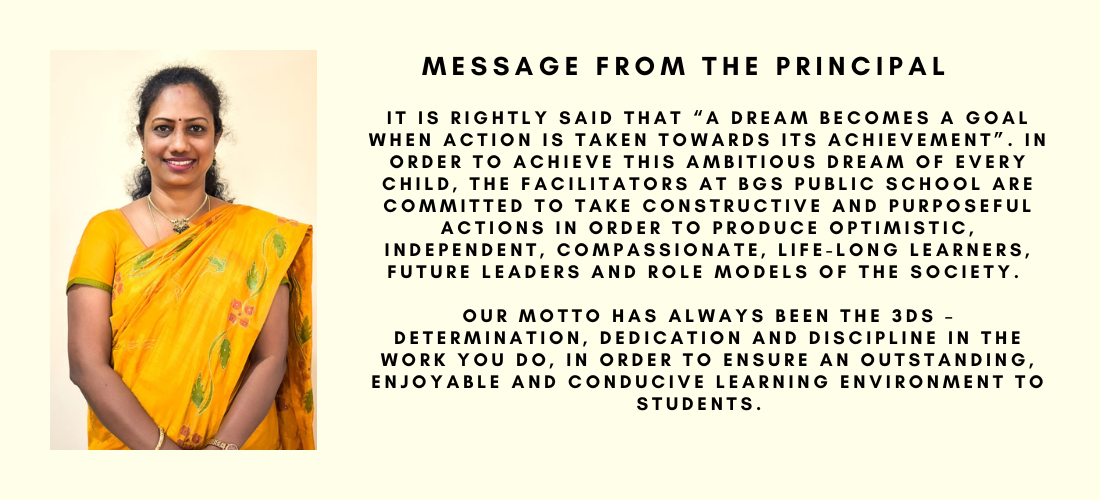 MESSAGE FROM THE PRINCIPAL
IT IS RIGHTLY SAID THAT “A DREAM BECOMES A GOAL
WHEN ACTION IS TAKEN TOWARDS ITS ACHIEVEMENT”. IN
ORDER TO ACHIEVE THIS AMBITIOUS DREAM OF EVERY
CHILD, THE FACILITATORS AT BGS PUBLIC SCHOOL ARE
COMMITTED TO TAKE CONSTRUCTIVE AND PURPOSEFUL
ACTIONS IN ORDER TO PRODUCE OPTIMISTIC,
INDEPENDENT, COMPASSIONATE, LIFE-LONG LEARNERS,
FUTURE LEADERS AND ROLE MODELS OF THE SOCIETY.
OUR MOTTO HAS ALWAYS BEEN THE 3DS –
DETERMINATION, DEDICATION AND DISCIPLINE IN THE
WORK YOU DO, IN ORDER TO ENSURE AN OUTSTANDING,
ENJOYABLE AND CONDUCIVE LEARNING ENVIRONMENT TO
STUDENTS.